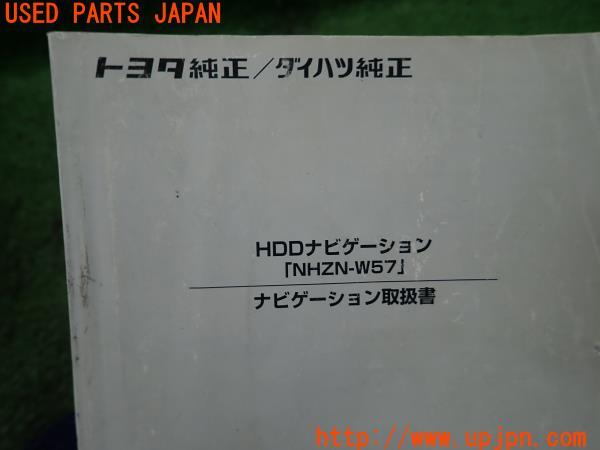 USED PARTS JAPAN
トヨタ純正／ダイハツ純正
HDDナビゲーション
「NHZN-W57」
ナビゲーション取扱書
http://www.upjpn.com